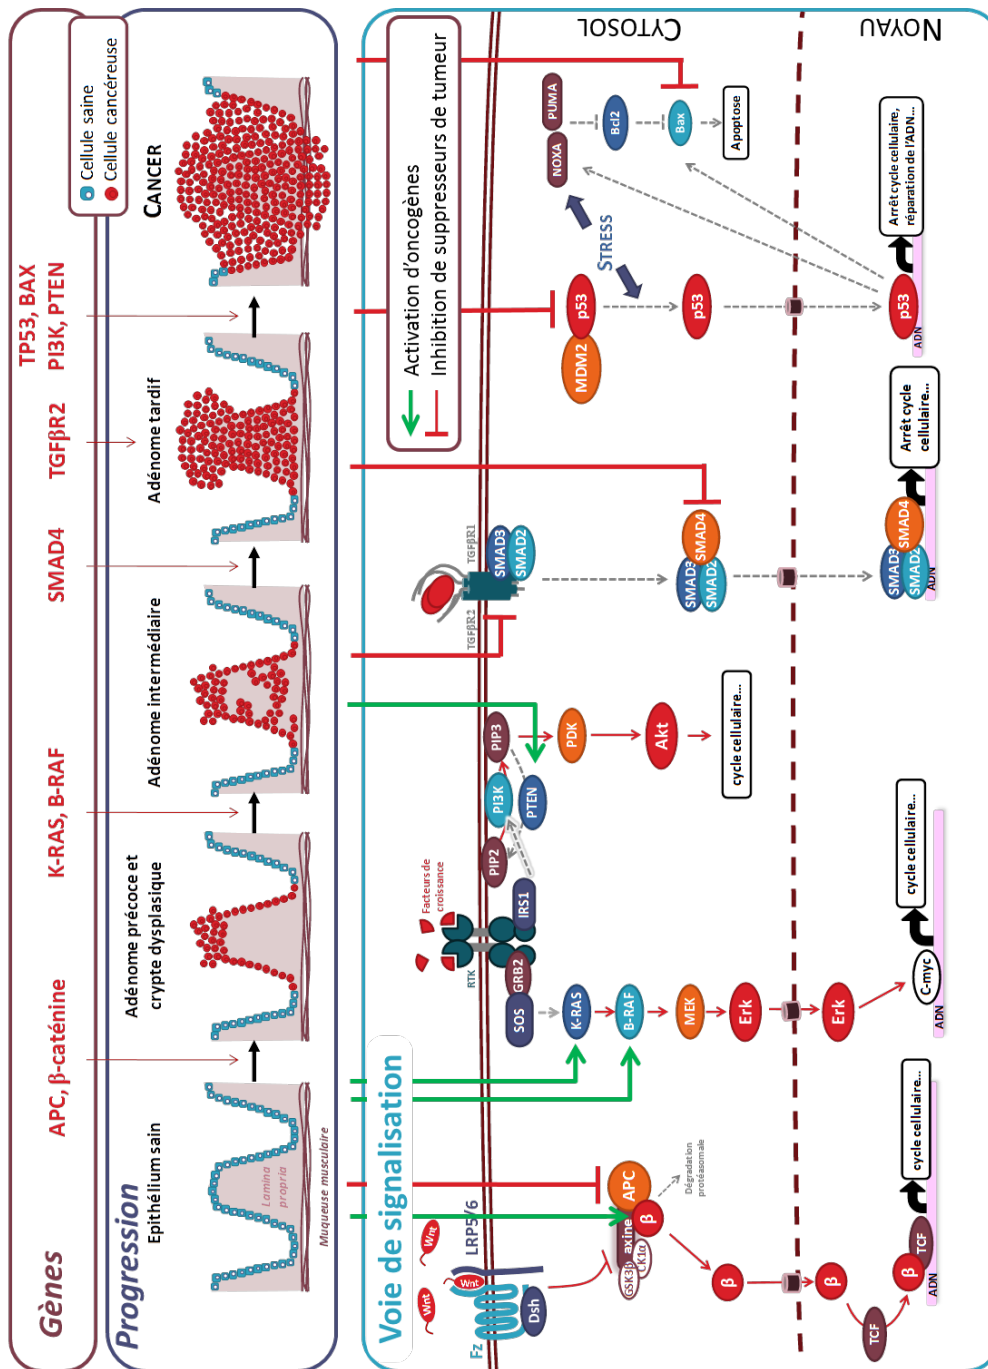 Gènes
APC, β-caténine
K-RAS, B-RAF
SMAD4
TGFβR2
TP53, BAX
PI3K, PTEN
Progression
Cellule saine
Cellule cancéreuse
Epithélium sain
Lamina
propria
Muqueuse musculaire
Adénome précoce et
crypte dysplasique
Adénome intermédiaire
Adénome tardif
CANCER
Voie de signalisation
Activation d'oncogènes
Inhibition de suppresseurs de tumeur
Wnt
Wnt
Wnt
LRP5/6
Fz
Dsh
GSK3β
axine
CK1α
APC
β
Dégradation
protéasomale
β
β
TCF
β
TCF
ADN
cycle cellulaire...
Facteurs de
croissance
RTK
GRB2
SOS
IRS1
K-RAS
B-RAF
MEK
Erk
Erk
C-myc
ADN
cycle cellulaire...
PIP2
PI3K
PIP3
PTEN
PDK
Akt
cycle cellulaire...
TGFβR2
TGFβR1
SMAD3
SMAD2
SMAD3
SMAD2
SMAD4
SMAD3
SMAD2
SMAD4
ADN
Arrêt cycle
cellulaire...
MDM2
p53
STRESS
p53
p53
ADN
Arrêt cycle cellulaire,
réparation de l'ADN...
NOXA
PUMA
Bcl2
Bax
Apoptose
CYTOSOL
NOYAU